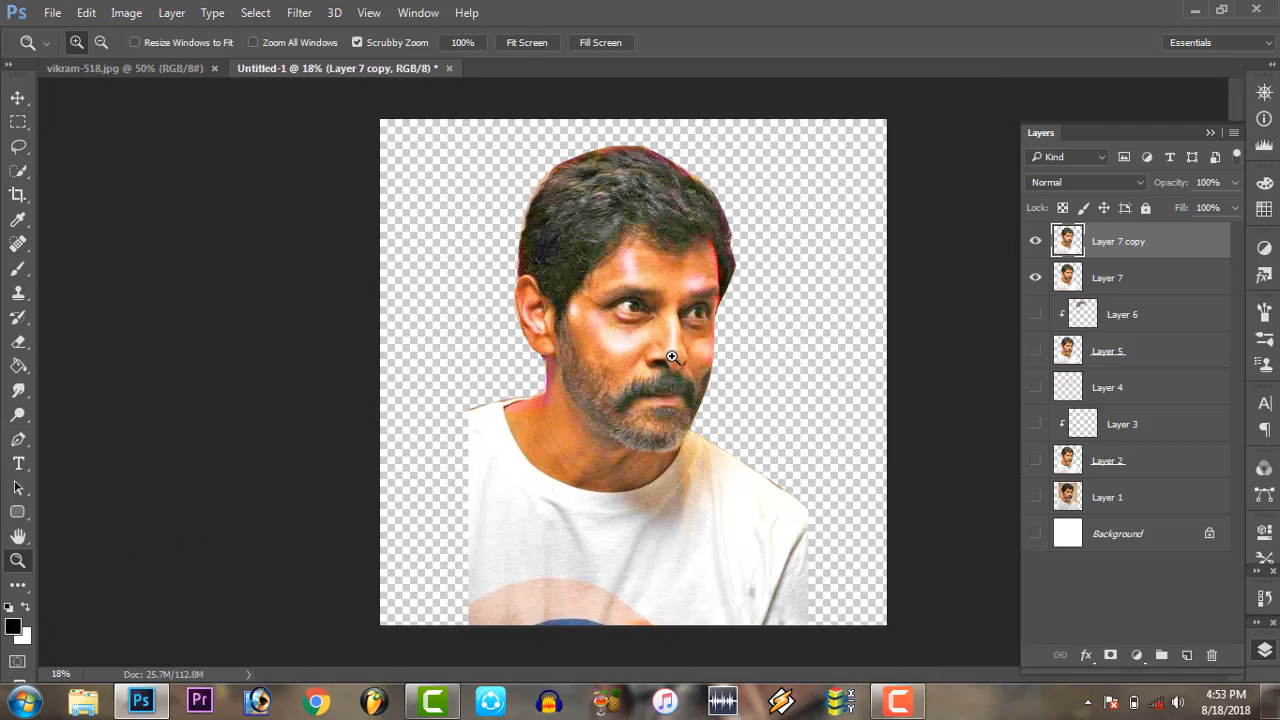 Ps File Edit Image Layer Type Select Filter 3D View Window Help
Resize Windows to Fit Zoom All Windows Scrubby Zoom 100% Fit Screen Fill Screen Essentials
vikram-518.jpg @ 50% (RGB/8#) × Untitled-1 @ 18% (Layer 7 copy, RGB/8) * ×
Layers
Kind
Normal Opacity: 100%
Lock: Fill: 100%
Layer 7 copy
Layer 7
Layer 6
Layer 5
Layer 4
Layer 3
Layer 2
Layer 1
Background
18% Doc: 25.7M/112.8M
Ps Pr
4:53 PM
8/18/2018